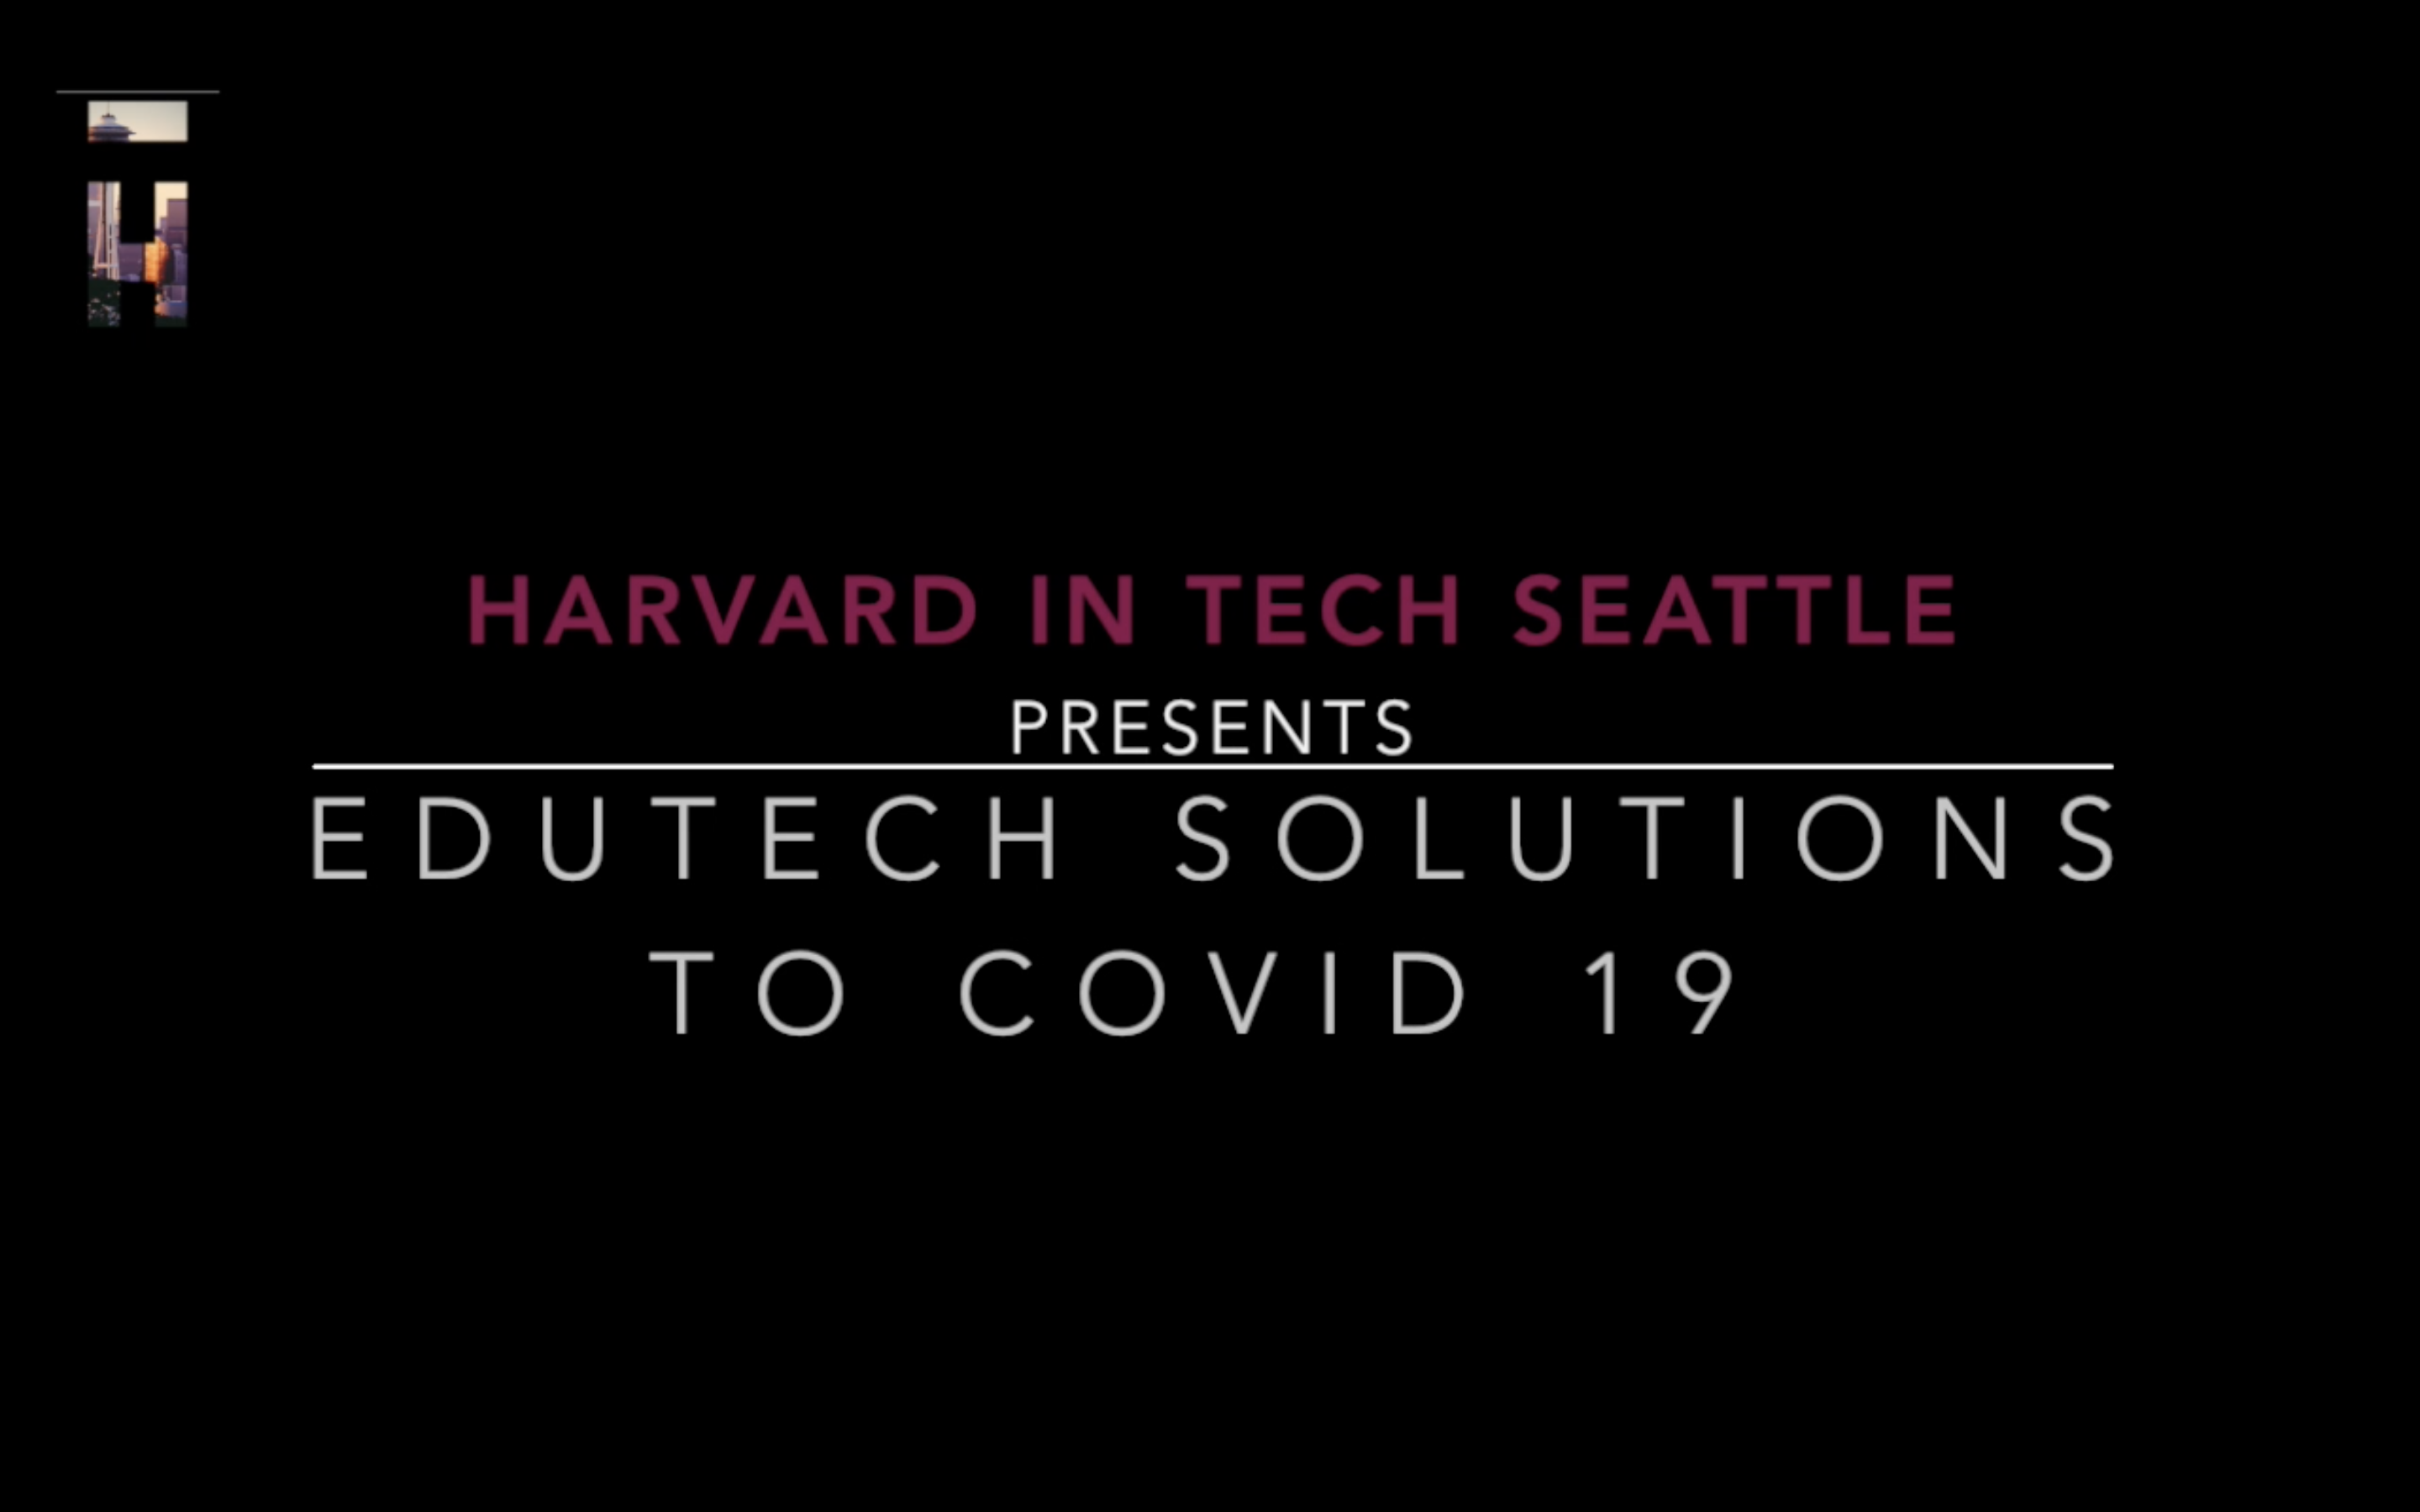 H
HARVARD IN TECH SEATTLE
PRESENTS
EDUTECH SOLUTIONS
TO COVID 19